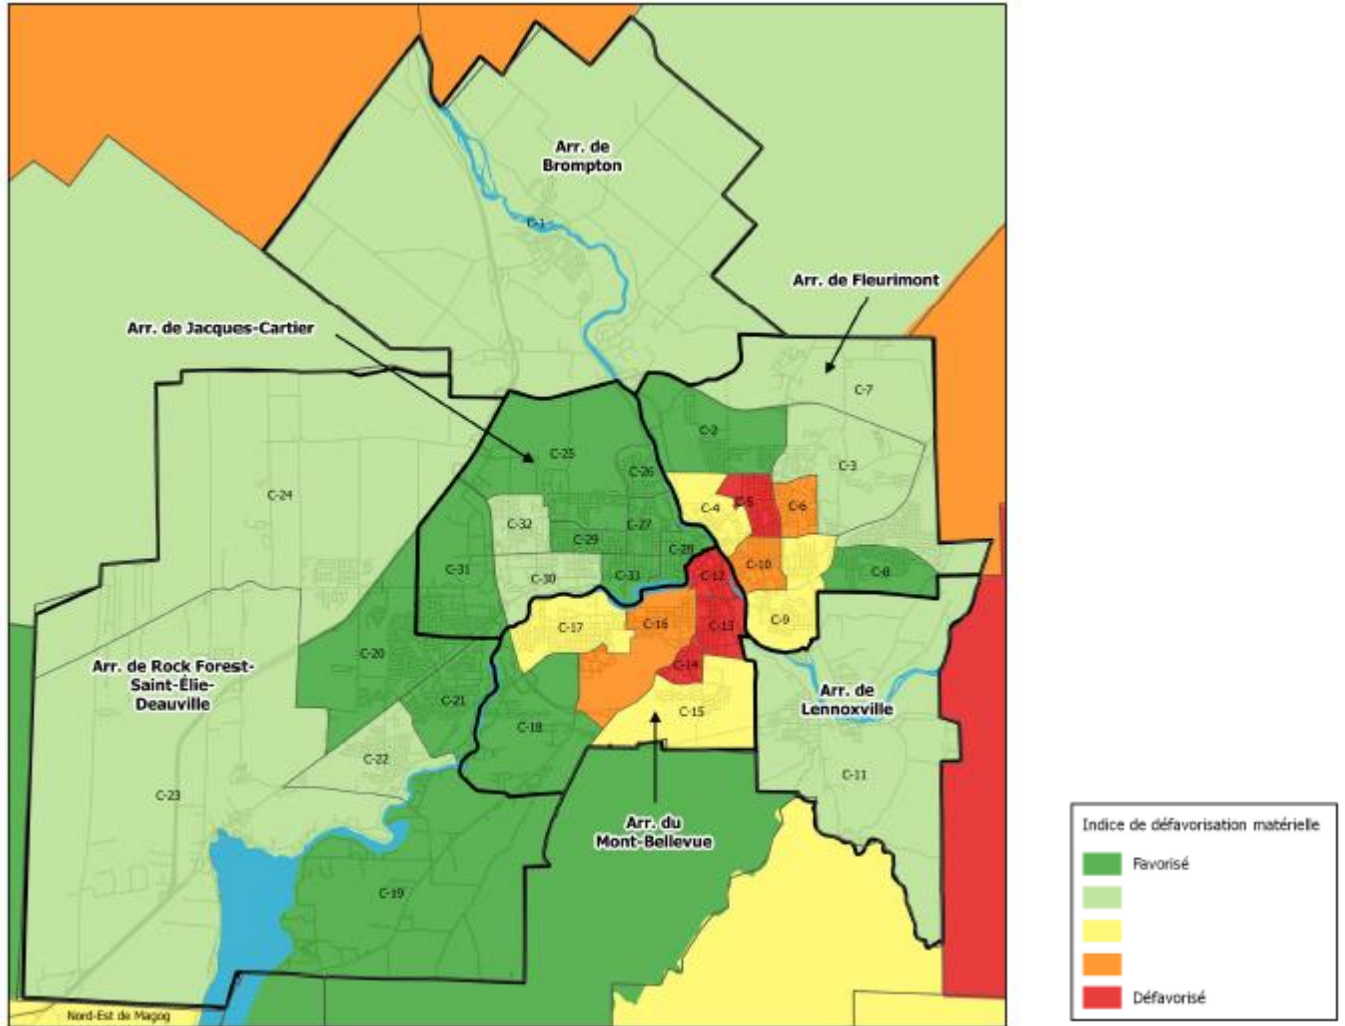 Arr. de
Brompton
C-1
Arr. de Fleurimont
Arr. de Jacques-Cartier
C-7
C-2
C-25
C-26
C-3
C-24
C-4
C-5
C-6
C-32
C-27
C-29
C-28
C-10
C-8
C-31
C-30
C-33
C-12
C-9
C-17
C-16
C-13
C-20
C-14
Arr. de Rock Forest-
Saint-Élie-
Deauville
Arr. de
Lennoxville
C-21
C-15
C-18
C-22
C-11
C-23
Arr. du
Mont-Bellevue
C-19
Nord-Est de Magog
Indice de défavorisation matérielle
Favorisé
Défavorisé